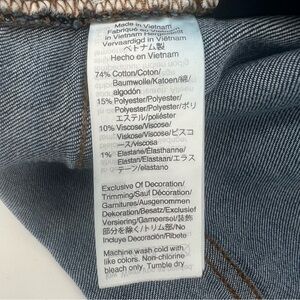 Made in Vietnam/
Fabriqué au Vietnam/
in Vietnam Hergestellt/
Vervaardigd in Viëtnam
ベトナム製
Hecho en Vietnam
74% Cotton/Coton/
Baumwolle/Katoen/綿/
algodón
15% Polyester/Polyester/
Polyester/Polyester/ポリ
エステル/poliéster
10% Viscose/Viscose/
Viskose/Viscose/ビスコ
ース/viscosa
1% Elastane/Élasthanne/
Elastan/Elastaan/エラス
テーン/elastano
Exclusive Of Decoration/
Trimming/Sauf Décoration/
Garnitures/Ausgenommen
Dekoration/Besatz/Exclusief
Versiering/Garneersel/装飾
部分を除く/トリム部/No
Incluye Decoración/Ribete
Machine wash cold with
like colors. Non-chlorine
bleach only. Tumble dry